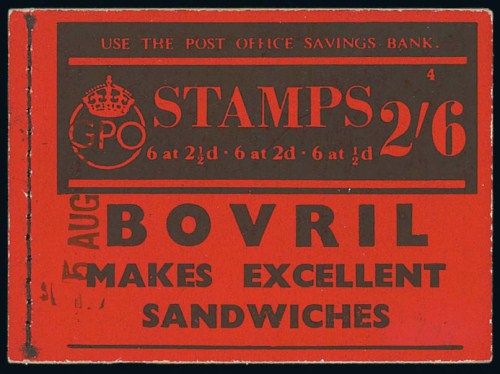 USE THE POST OFFICE SAVINGS BANK.
4
GPO
STAMPS 2/6
6 at 2½d · 6 at 2d · 6 at ½d
BOVRIL
MAKES EXCELLENT
SANDWICHES
5 AUG